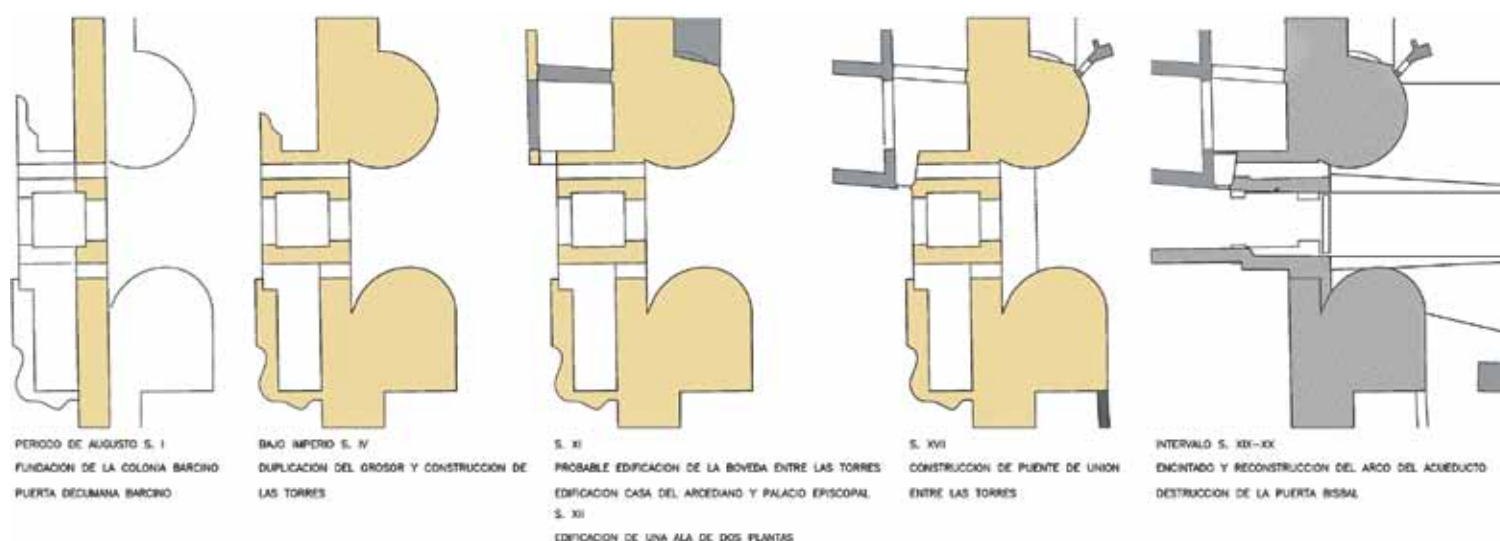 PERIODO DE AUGUSTO S. I
FUNDACION DE LA COLONIA BARCINO
PUERTA DECUMANA BARCINO
BAJO IMPERIO S. IV
DUPLICACION DEL GROSOR Y CONSTRUCCION DE
LAS TORRES
S. XI
PROBABLE EDIFICACION DE LA BOVEDA ENTRE LAS TORRES
EDIFICACION CASA DEL ARCEDIANO Y PALACIO EPISCOPAL
S. XII
EDIFICACION DE UNA ALA DE DOS PLANTAS
S. XVII
CONSTRUCCION DE PUENTE DE UNION
ENTRE LAS TORRES
INTERVALO S. XIX-XX
ENCINTADO Y RECONSTRUCCION DEL ARCO DEL ACUEDUCTO
DESTRUCCION DE LA PUERTA BISBAL